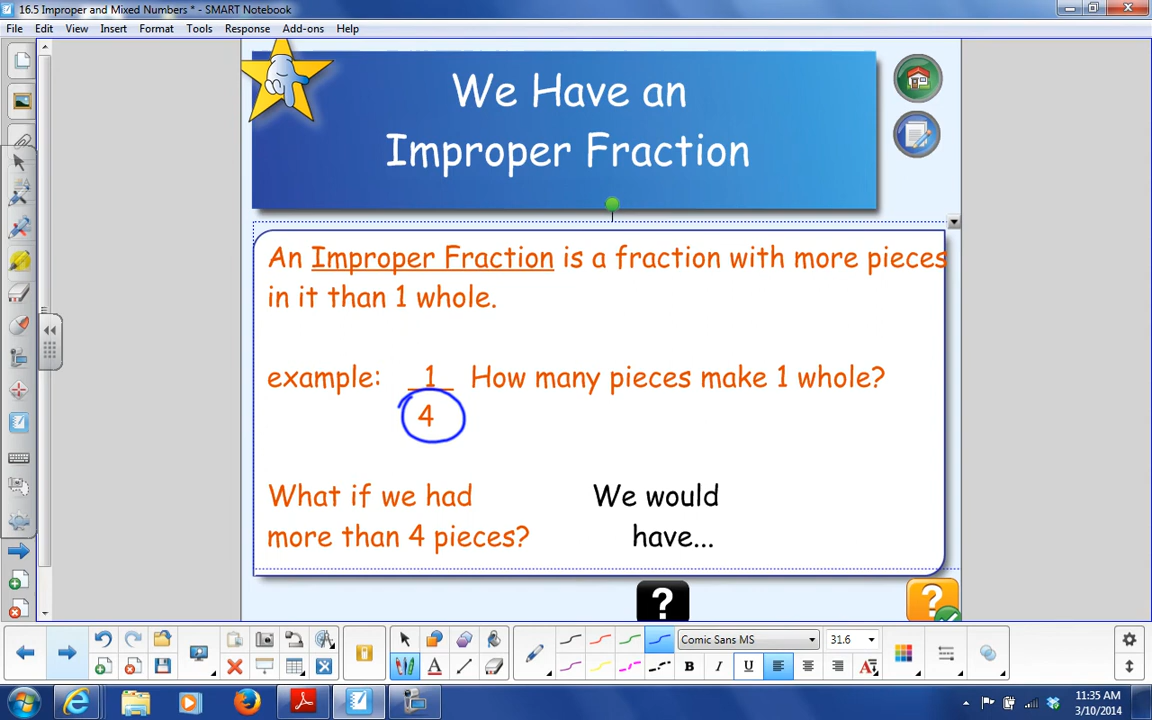 16.5 Improper and Mixed Numbers * - SMART Notebook
File Edit View Insert Format Tools Response Add-ons Help
We Have an
Improper Fraction
An Improper Fraction is a fraction with more pieces
in it than 1 whole.
example: 1 How many pieces make 1 whole?
4
What if we had We would
more than 4 pieces? have...
? ?
Comic Sans MS 31.6
B I U A
11:35 AM
3/10/2014